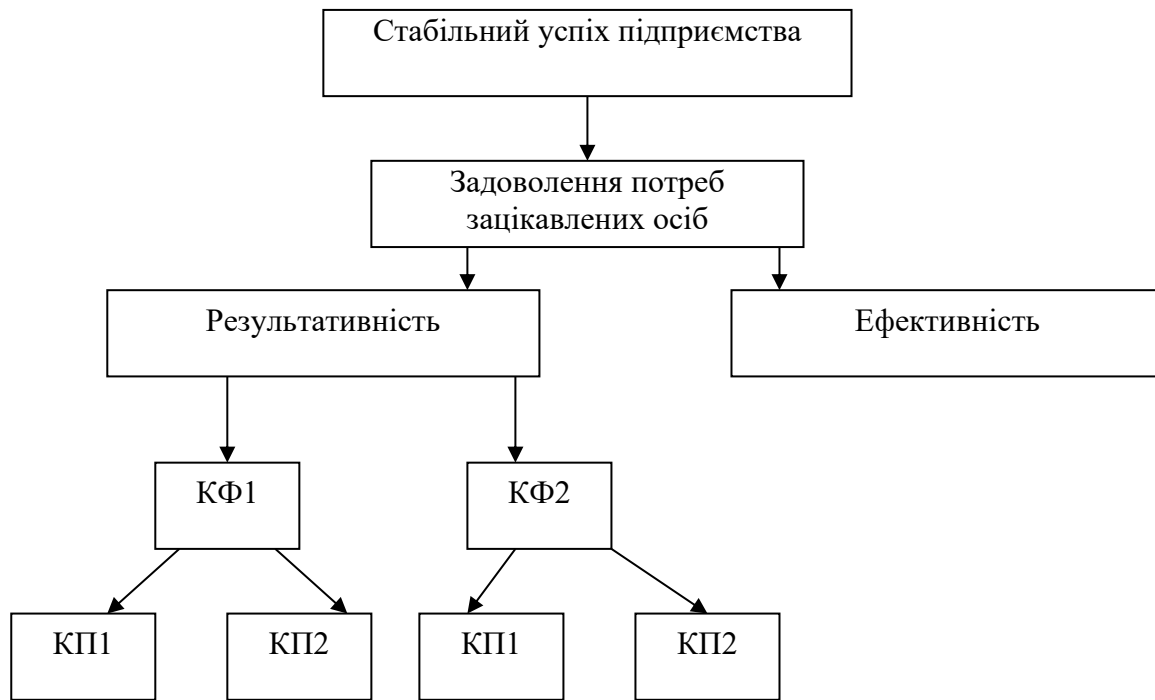 Стабільний успіх підприємства
Задоволення потреб
зацікавлених осіб
Результативність
Ефективність
КФ1
КФ2
КП1
КП2
КП1
КП2